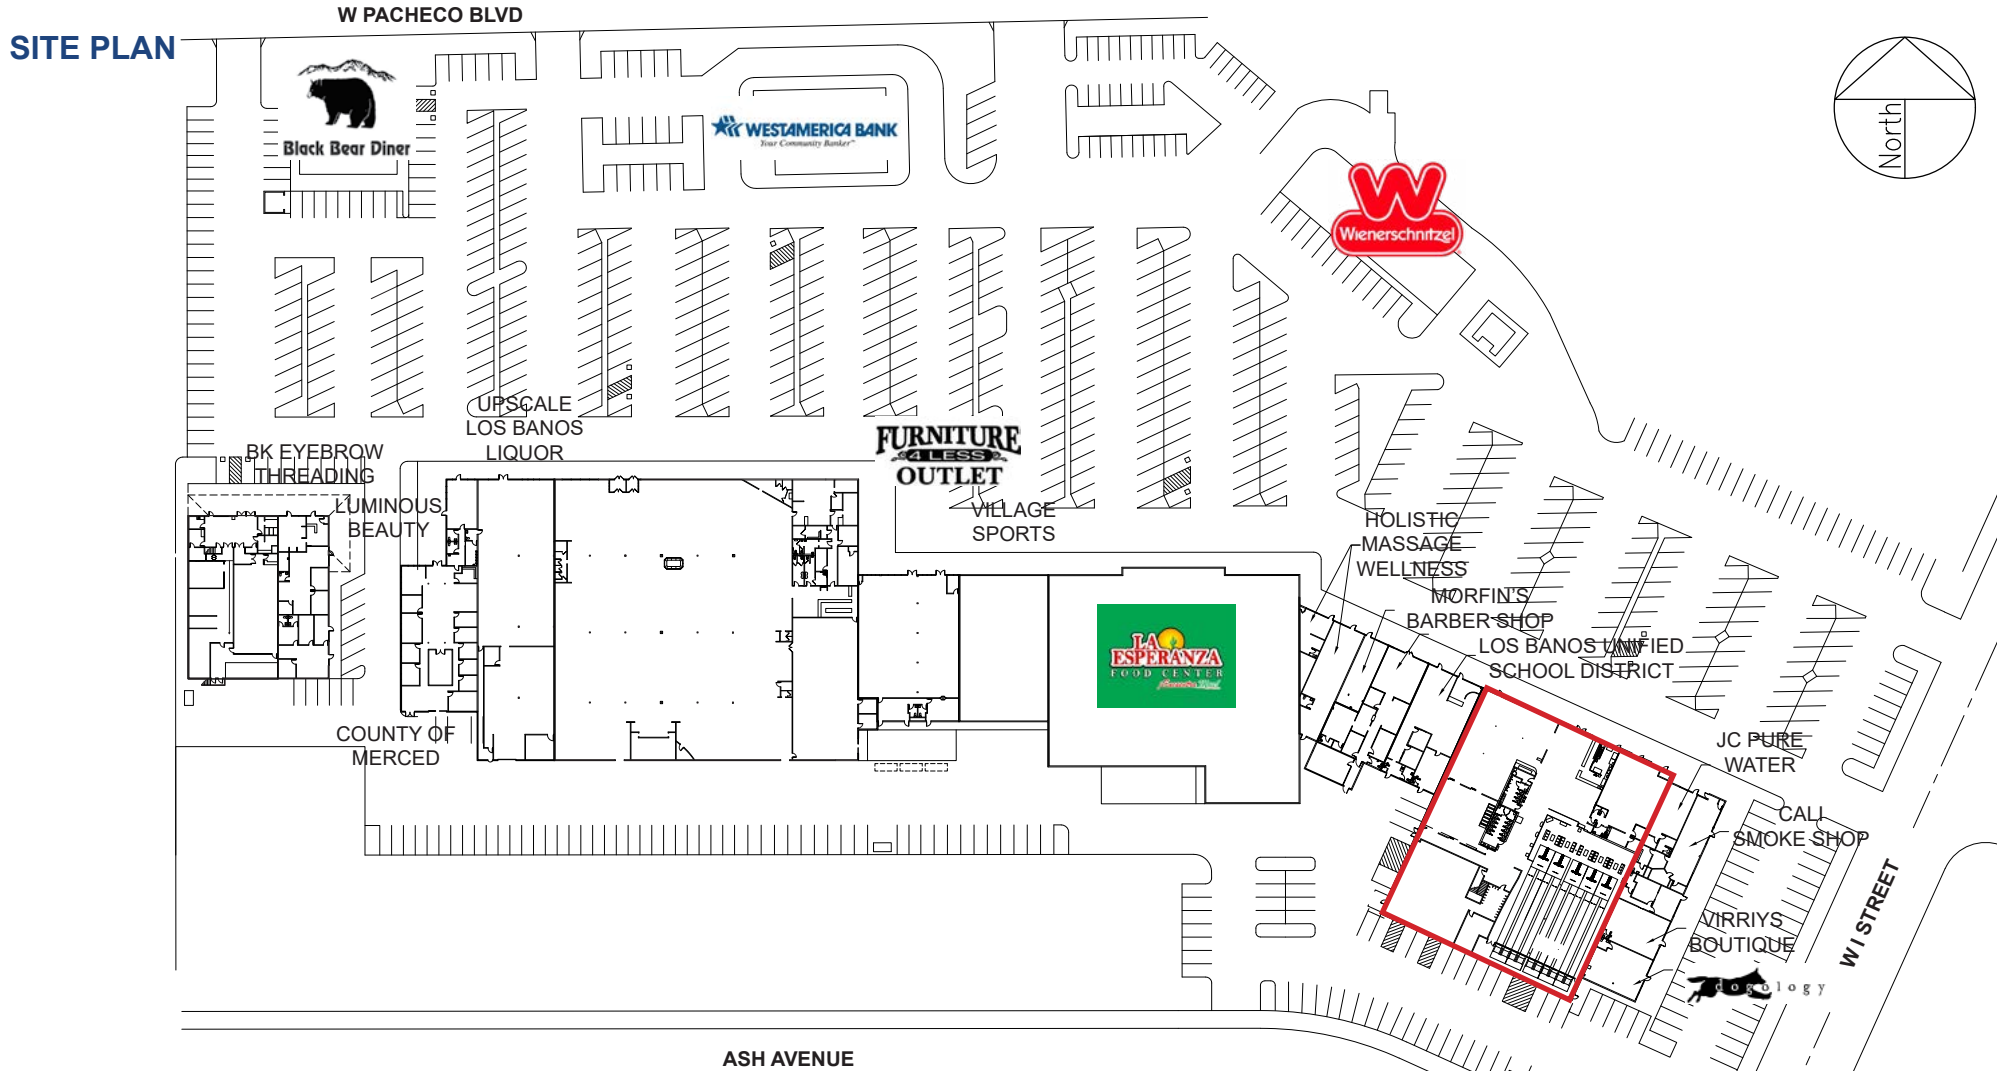 W PACHECO BLVD
SITE PLAN
Black Bear Diner
WESTAMERICA BANK
Your Community Banker
North
W
Wienerschnitzel
UPSCALE
LOS BANOS
LIQUOR
BK EYEBROW
THREADING
FURNITURE
4 LESS
OUTLET
LUMINOUS
BEAUTY
VILLAGE
SPORTS
HOLISTIC
MASSAGE
WELLNESS
MORFIN'S
BARBER SHOP
LOS BANOS UNIFIED
SCHOOL DISTRICT
LA
ESPERANZA
FOOD CENTER
COUNTY OF
MERCED
JC PURE
WATER
CALI
SMOKE SHOP
VIRRIYS
BOUTIQUE
dogology
W I STREET
ASH AVENUE